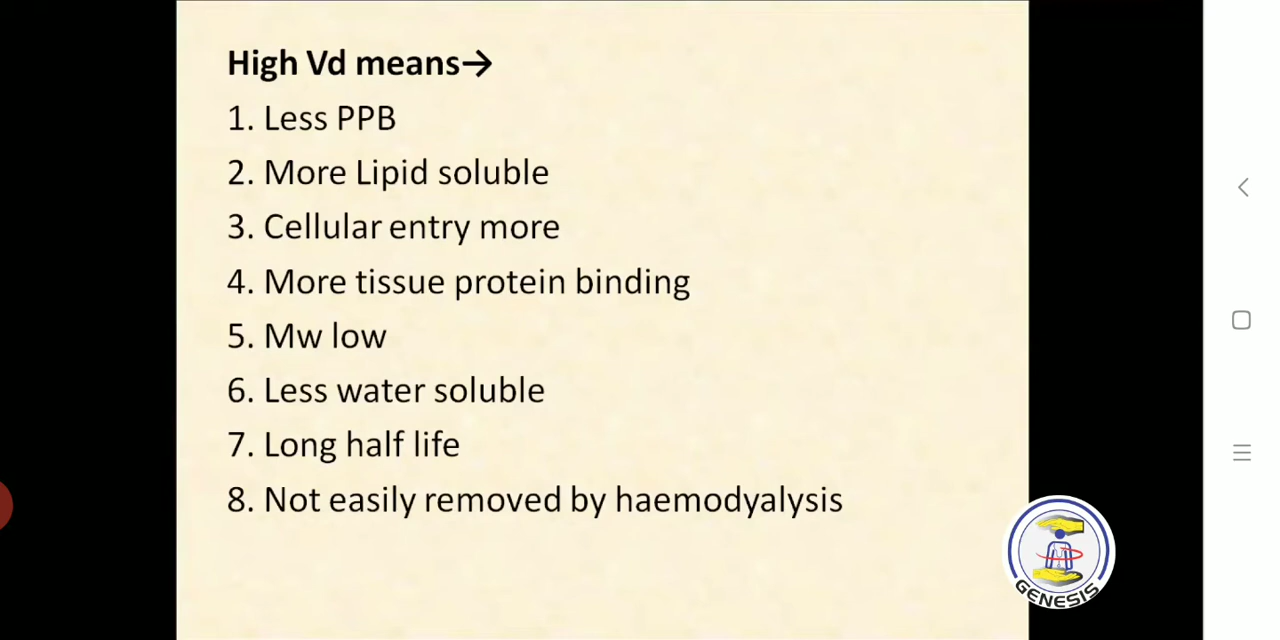 High Vd means→
1. Less PPB
2. More Lipid soluble
3. Cellular entry more
4. More tissue protein binding
5. Mw low
6. Less water soluble
7. Long half life
8. Not easily removed by haemodyalysis
GENESIS